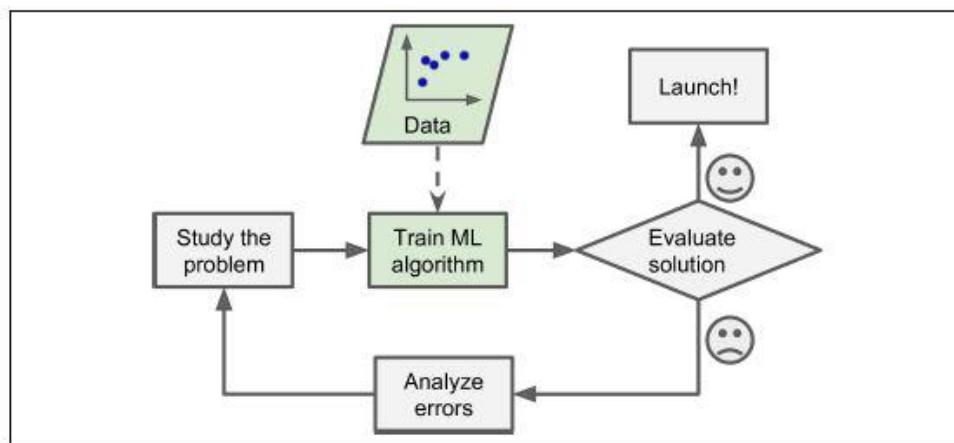 Data
Launch!
Study the
problem
Train ML
algorithm
Evaluate
solution
Analyze
errors